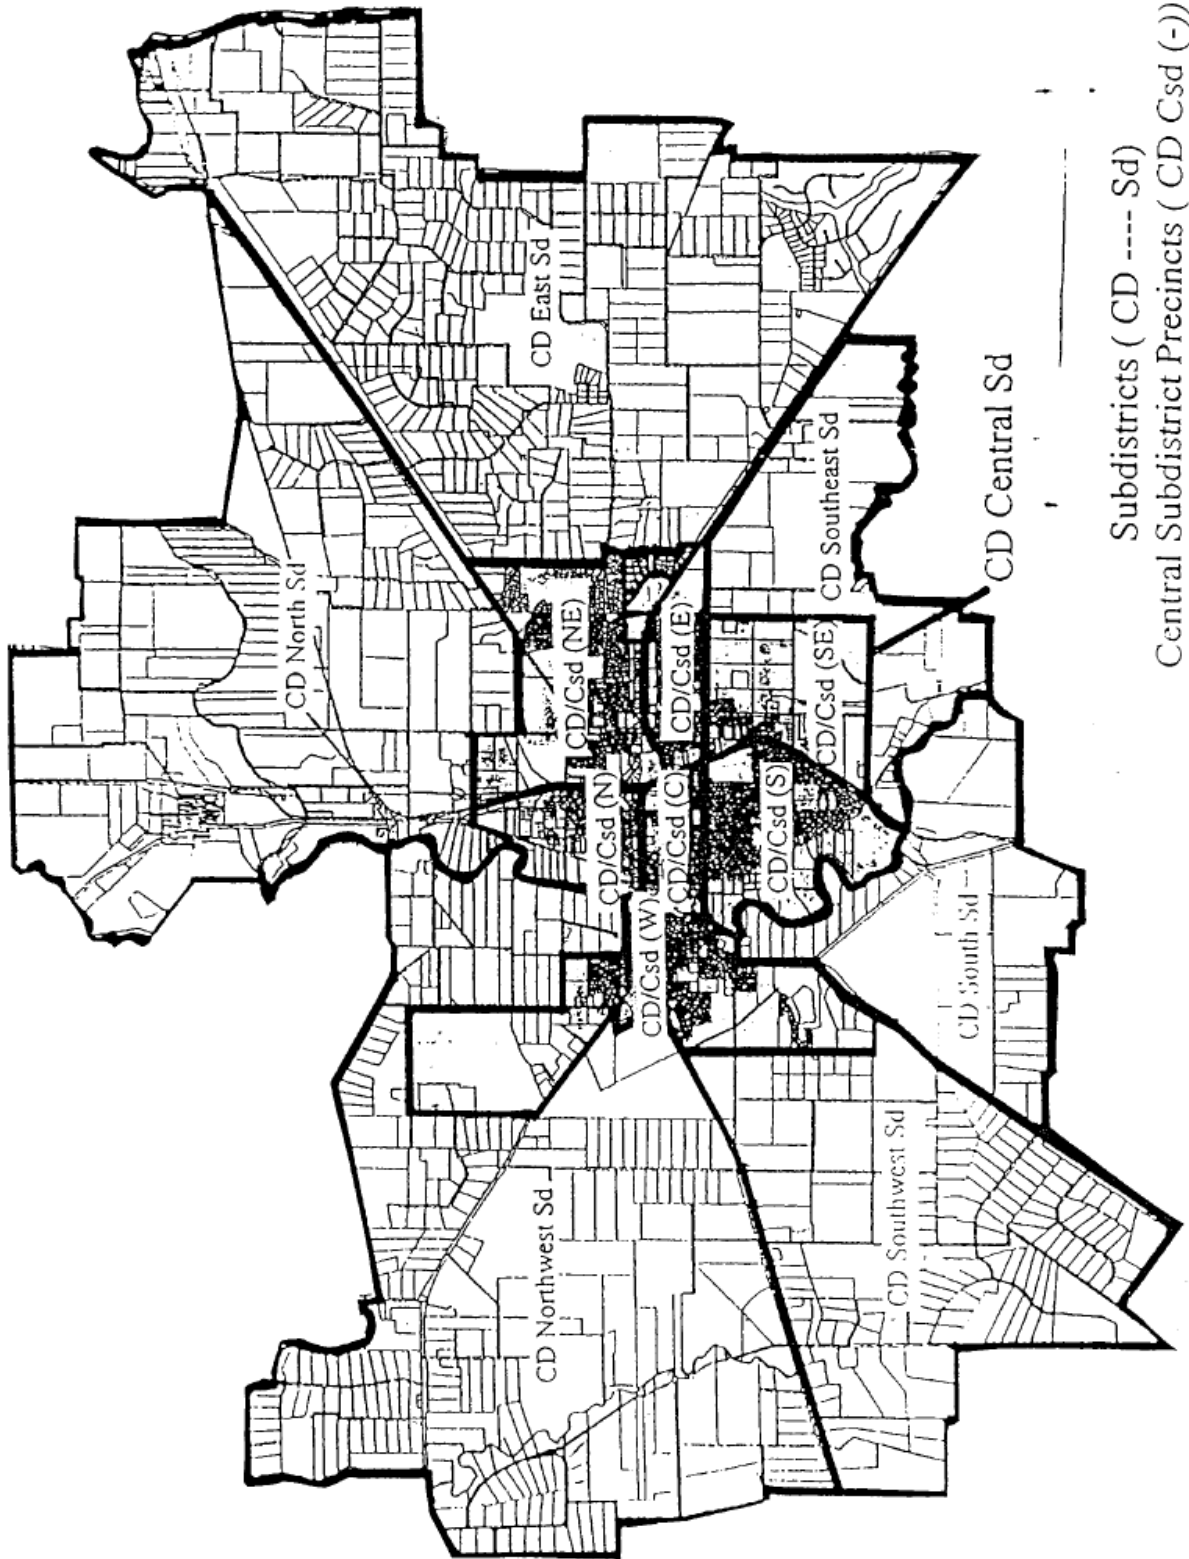 CD North Sd
CD East Sd
CD Northwest Sd
CD/Csd (N)
CD/Csd (NE)
CD/Csd (W)
CD/Csd (C)
CD/Csd (E)
CD/Csd (S)
CD/Csd (SE)
CD Southeast Sd
CD Southwest Sd
CD South Sd
CD Central Sd
Subdistricts ( CD ---- Sd)
Central Subdistrict Precincts ( CD Csd (-))